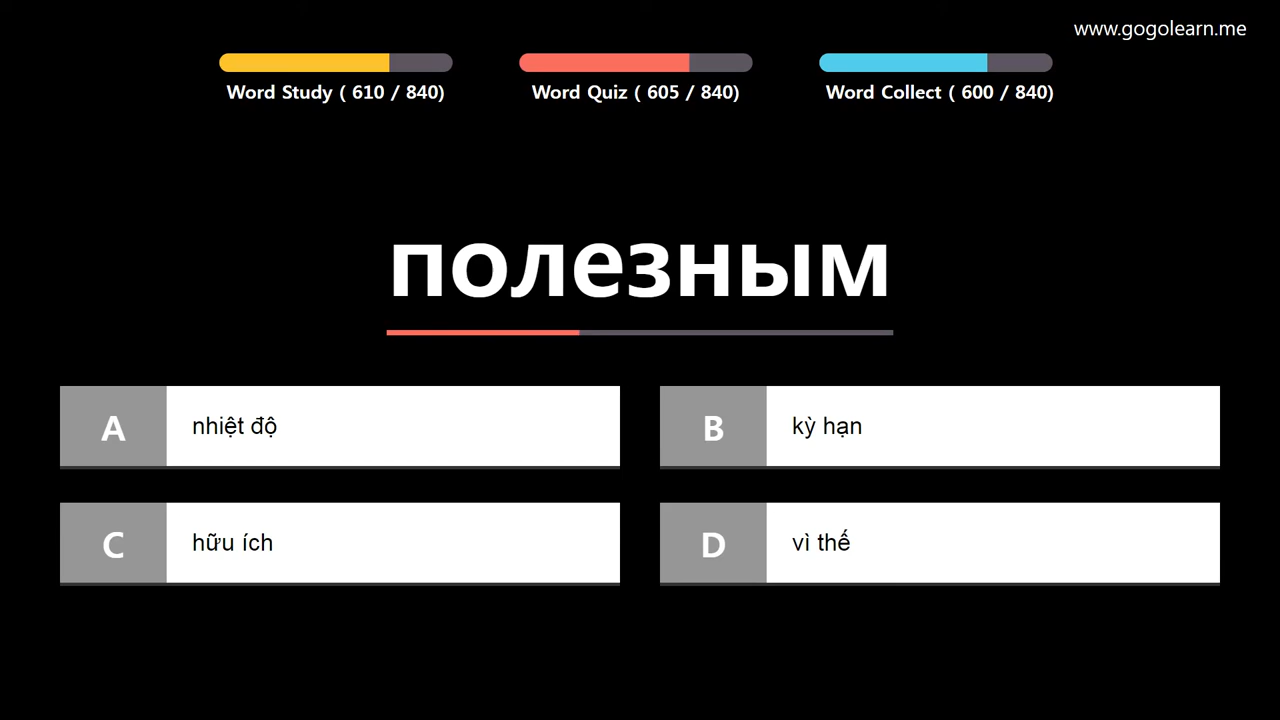 www.gogolearn.me
Word Study ( 610 / 840)
Word Quiz ( 605 / 840)
Word Collect ( 600 / 840)
полезным
A nhiệt độ
B kỳ hạn
C hữu ích
D vì thế